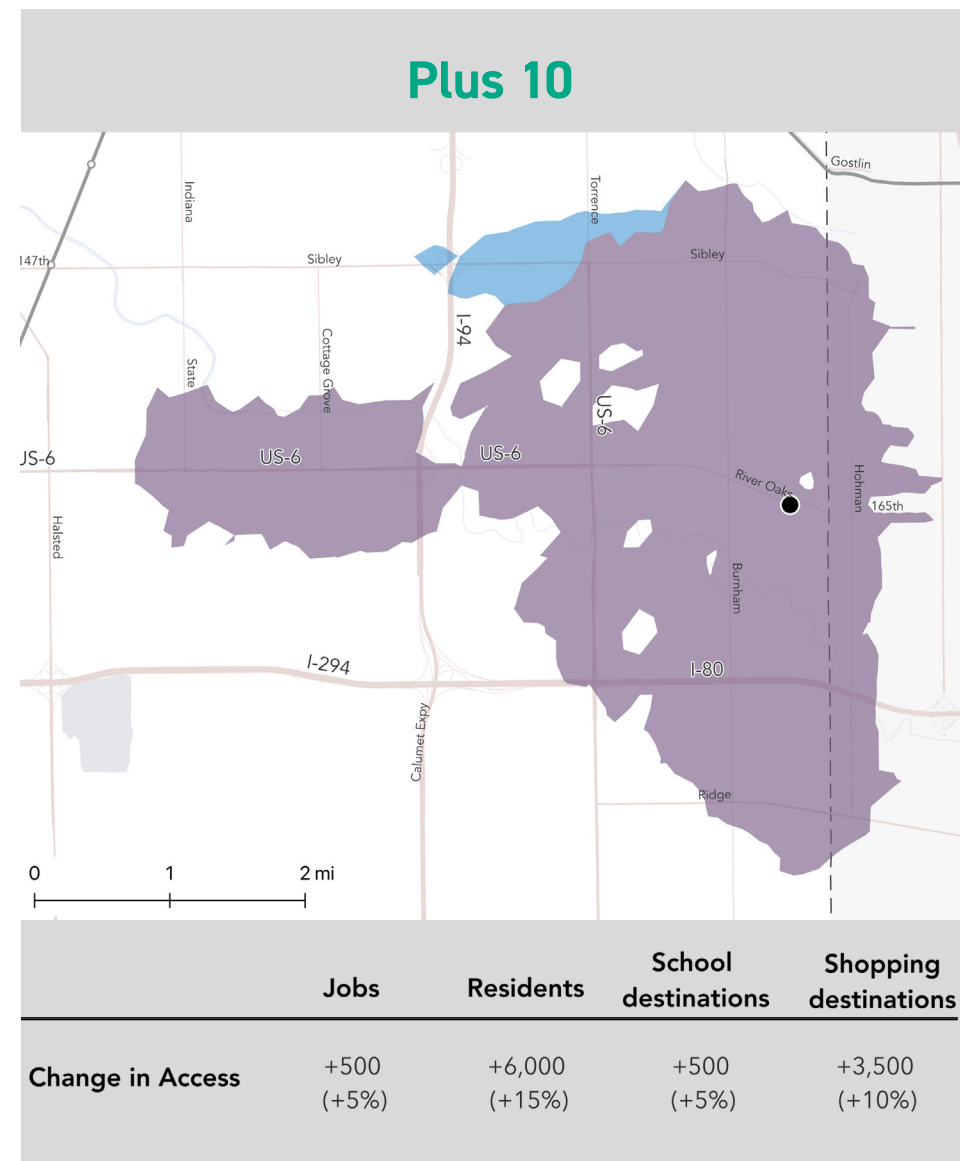 Plus 10
Gostlin
Indiana
Torrence
147th
Sibley
Sibley
I-94
Cottage Grove
State
US-6
JS-6
US-6
US-6
River Oaks
Hohman
165th
Halsted
Burnham
I-294
I-80
Calumet Expy
Ridge
0 1 2 mi
Jobs Residents School destinations Shopping destinations
Change in Access +500 +6,000 +500 +3,500
(+5%) (+15%) (+5%) (+10%)